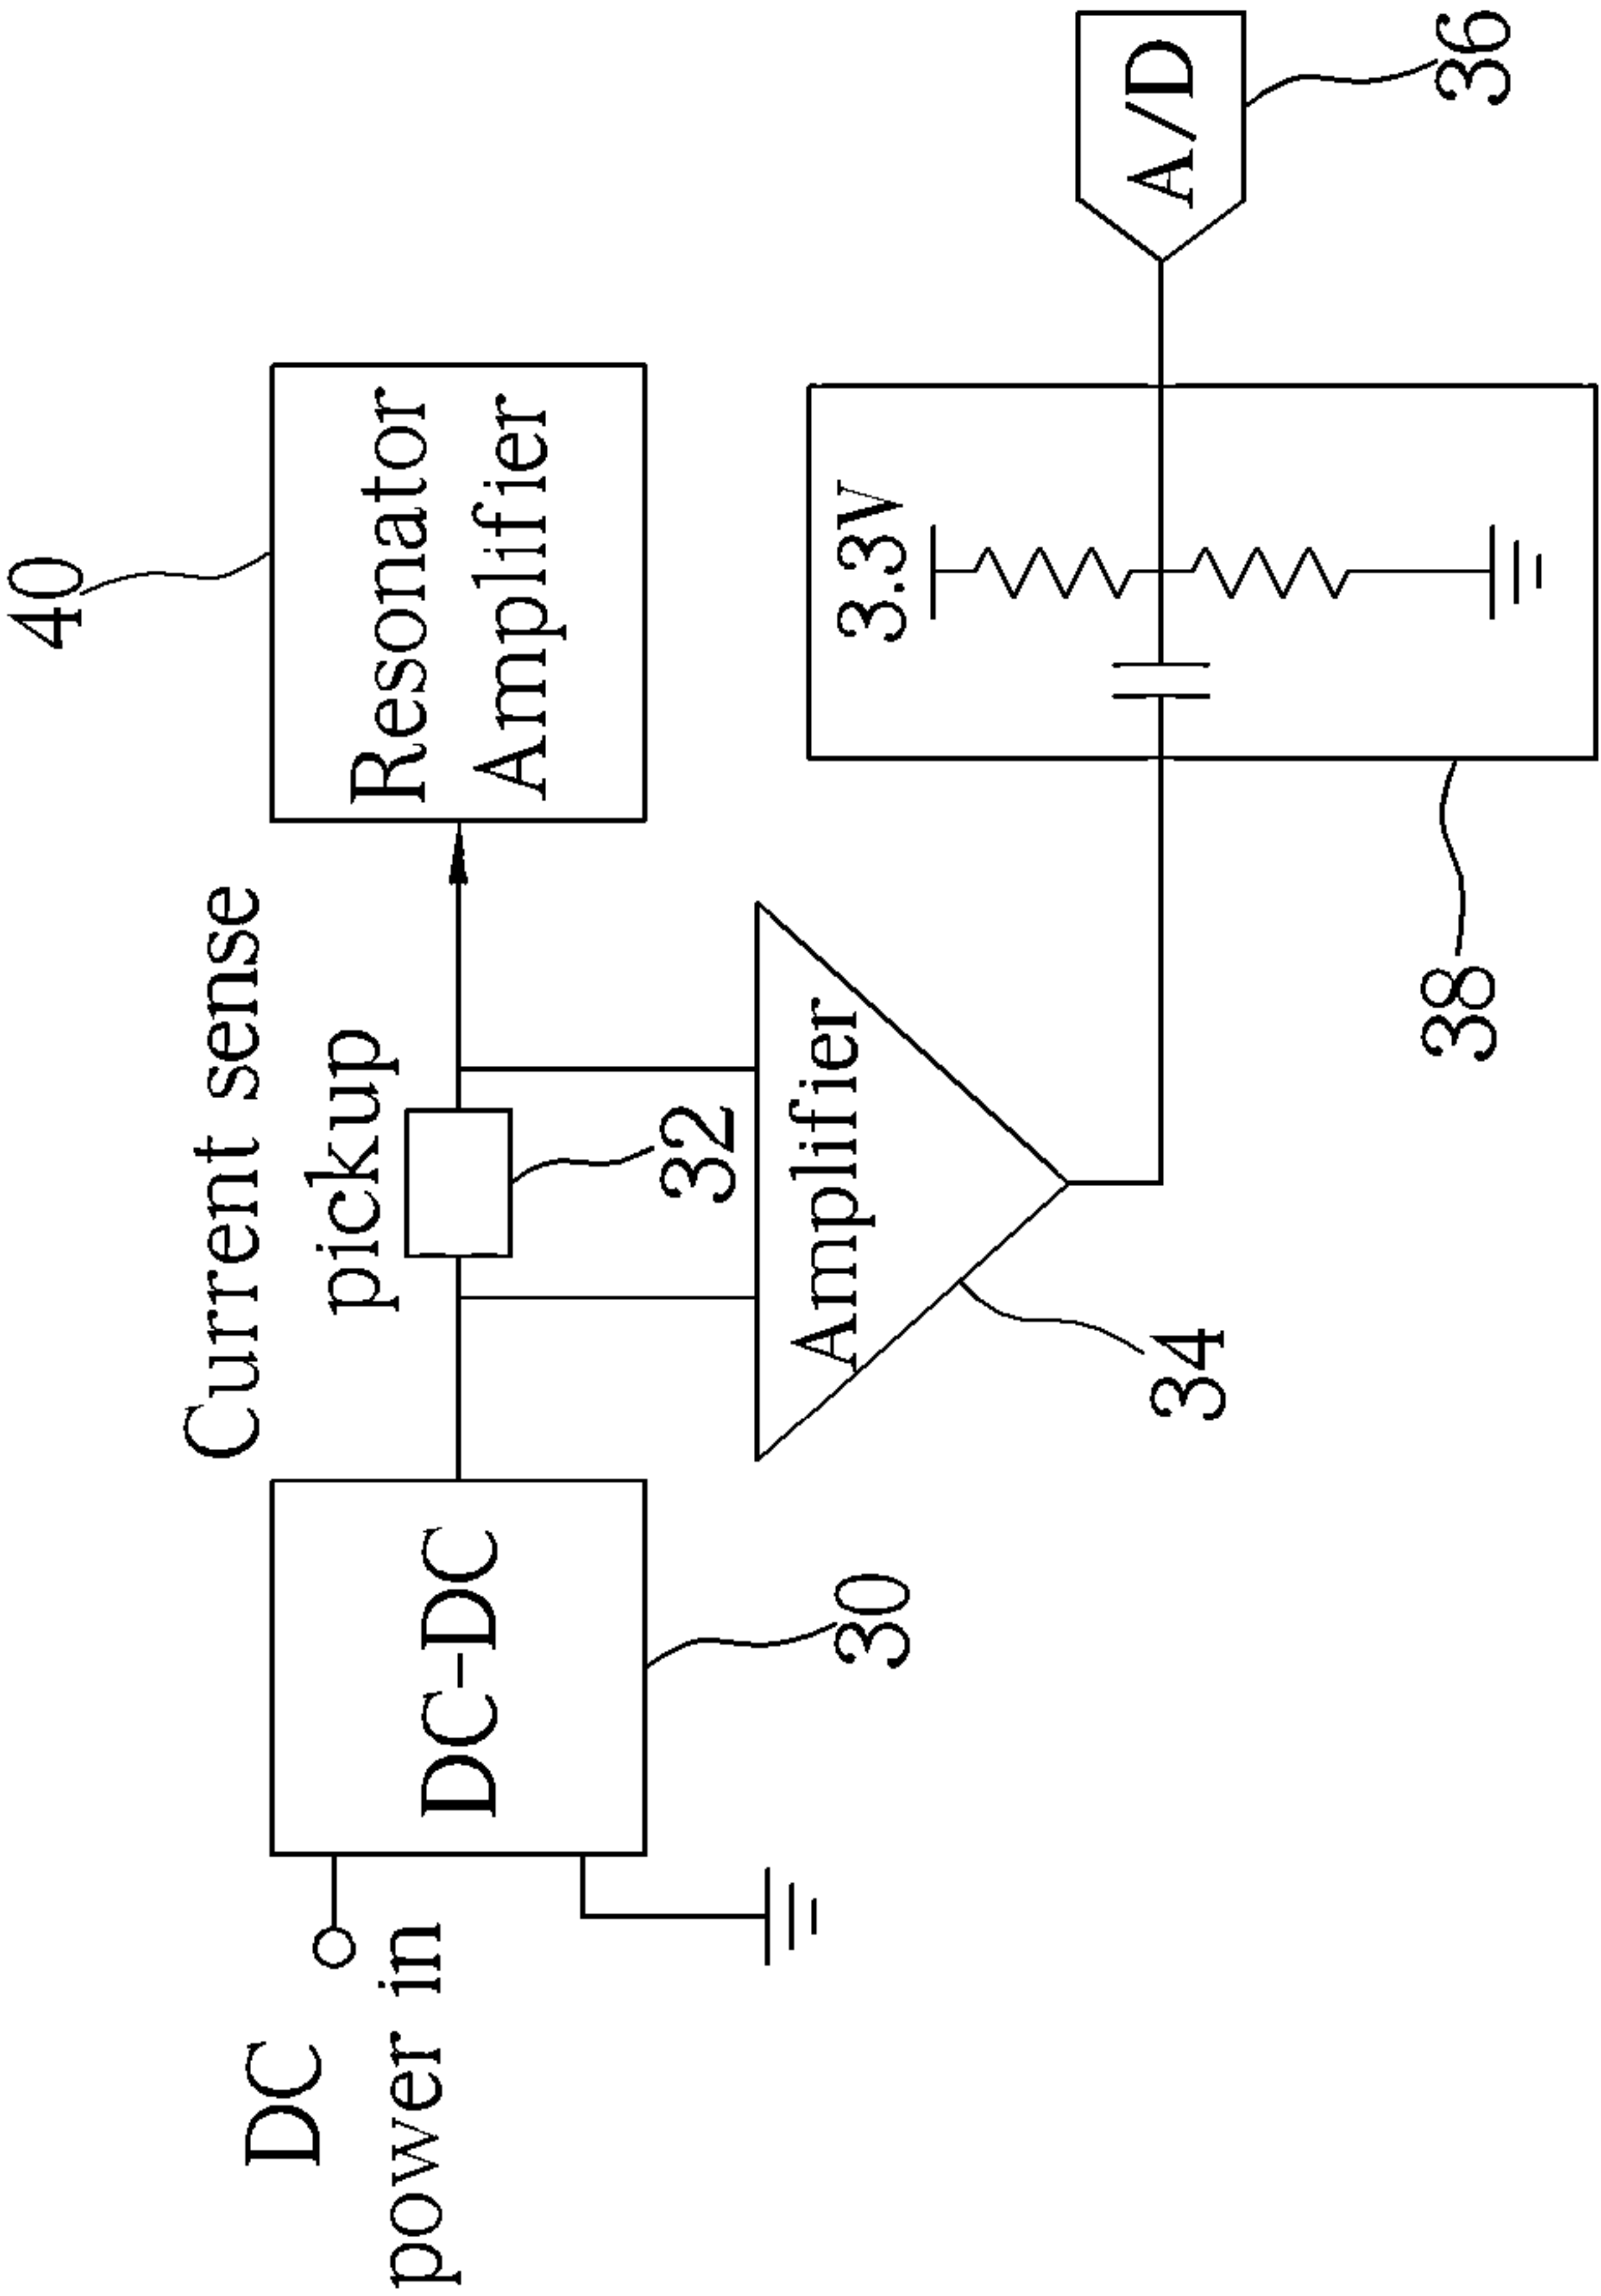 40
Current sense
pickup
Resonator
Amplifier
DC
power in
DC-DC
32
30
Amplifier
3.3V
A/D
34
38
36